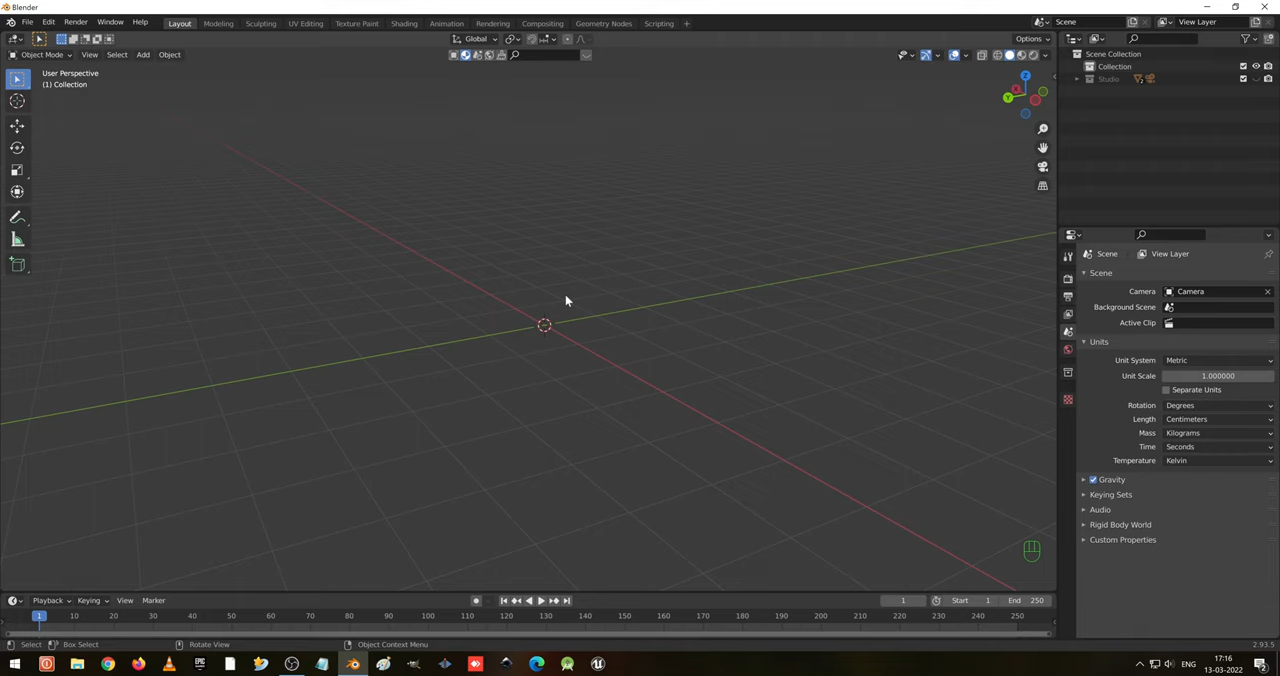 Blender
File Edit Render Window Help Layout Modeling Sculpting UV Editing Texture Paint Shading Animation Rendering Compositing Geometry Nodes Scripting + Scene View Layer
Global Options
Object Mode View Select Add Object
User Perspective
(1) Collection
Z
Y
X
Scene Collection
Collection
Studio
2
Scene View Layer
Scene
Camera Camera
Background Scene
Active Clip
Units
Unit System Metric
Unit Scale 1.000000
Separate Units
Rotation Degrees
Length Centimeters
Mass Kilograms
Time Seconds
Temperature Kelvin
Gravity
Keying Sets
Audio
Rigid Body World
Custom Properties
Playback Keying View Marker 1 Start 1 End 250
1 10 20 30 40 50 60 70 80 90 100 110 120 130 140 150 160 170 180 190 200 210 220 230 240 250
Select Box Select Rotate View Object Context Menu 2.93.5
ENG
17:16
13-03-2022
2